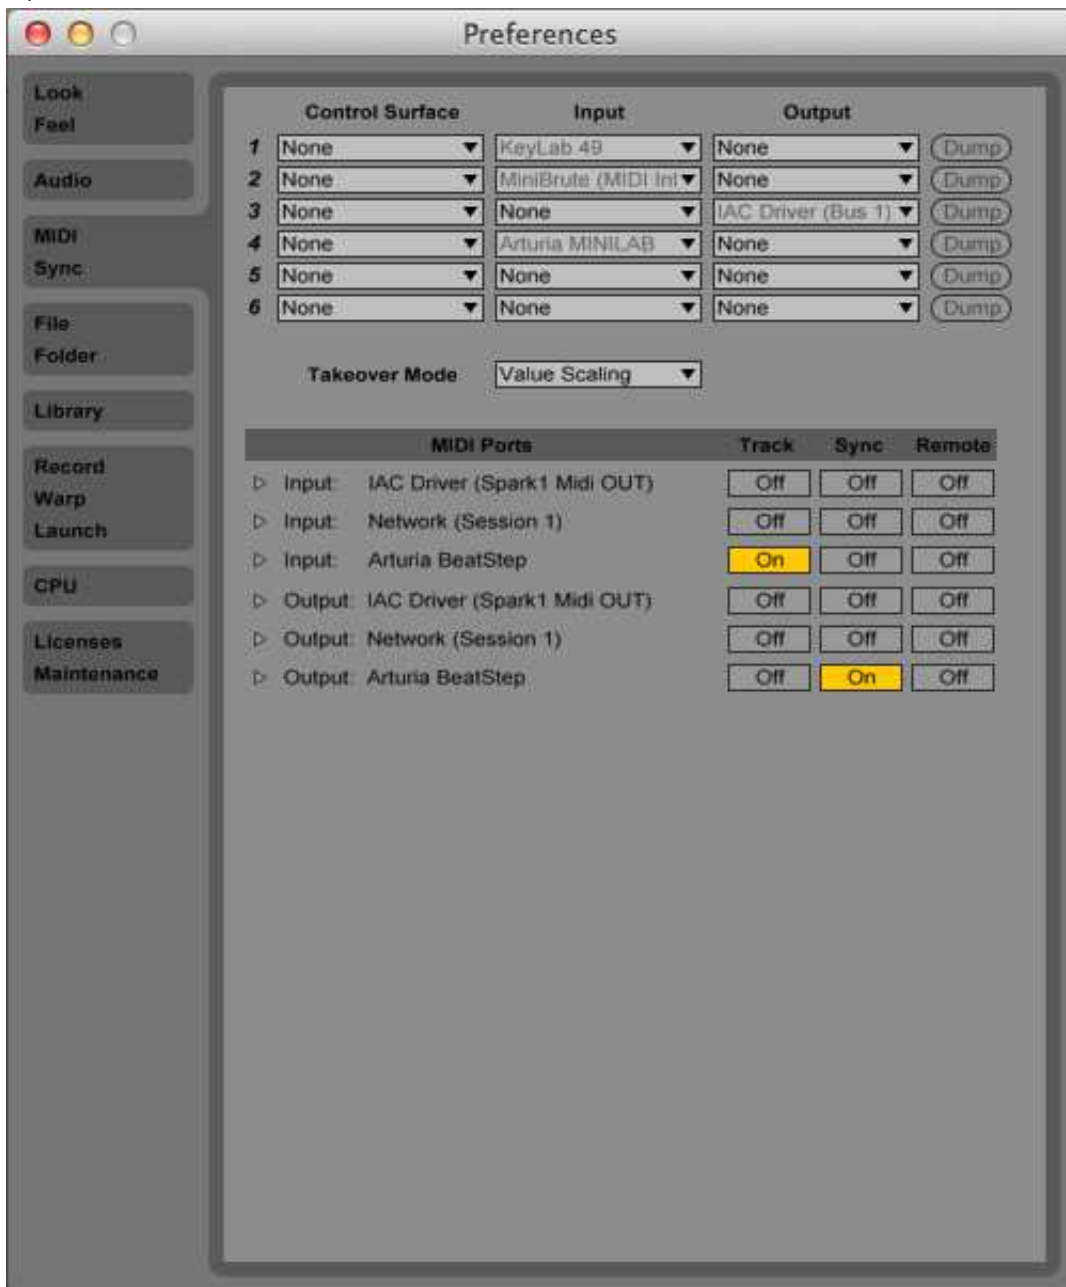 Preferences
Look
Feel
Audio
MIDI
Sync
File
Folder
Library
Record
Warp
Launch
CPU
Licenses
Maintenance
Control Surface Input Output
1 None KeyLab 49 None Dump
2 None MiniBrute (MIDI Int None Dump
3 None None IAC Driver (Bus 1) Dump
4 None Arturia MINILAB None Dump
5 None None None Dump
6 None None None Dump
Takeover Mode Value Scaling
MIDI Ports Track Sync Remote
Input: IAC Driver (Spark1 Midi OUT) Off Off Off
Input: Network (Session 1) Off Off Off
Input: Arturia BeatStep On Off Off
Output: IAC Driver (Spark1 Midi OUT) Off Off Off
Output: Network (Session 1) Off Off Off
Output: Arturia BeatStep Off On Off